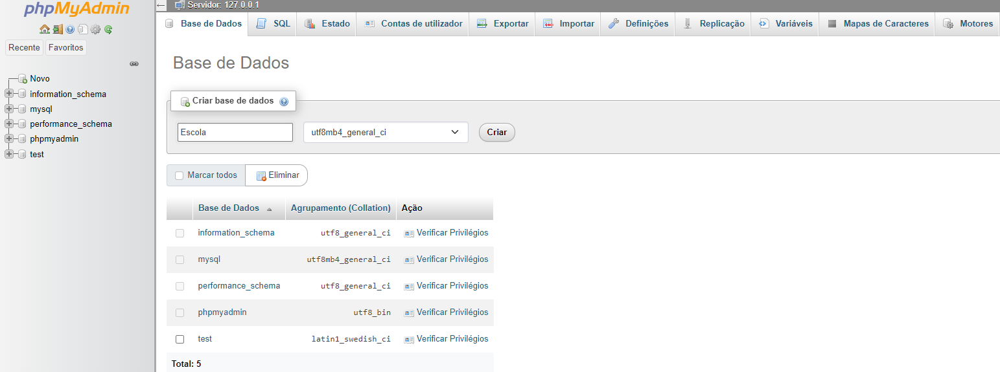 phpMyAdmin
Recente Favoritos
Novo
information_schema
mysql
performance_schema
phpmyadmin
test
Servidor: 127.0.0.1
Base de Dados SQL Estado Contas de utilizador Exportar Importar Definições Replicação Variáveis Mapas de Caracteres Motores
Base de Dados
Criar base de dados
Escola utf8mb4_general_ci Criar
Marcar todos Eliminar
Base de Dados Agrupamento (Collation) Ação
information_schema utf8_general_ci Verificar Privilégios
mysql utf8mb4_general_ci Verificar Privilégios
performance_schema utf8_general_ci Verificar Privilégios
phpmyadmin utf8_bin Verificar Privilégios
test latin1_swedish_ci Verificar Privilégios
Total: 5